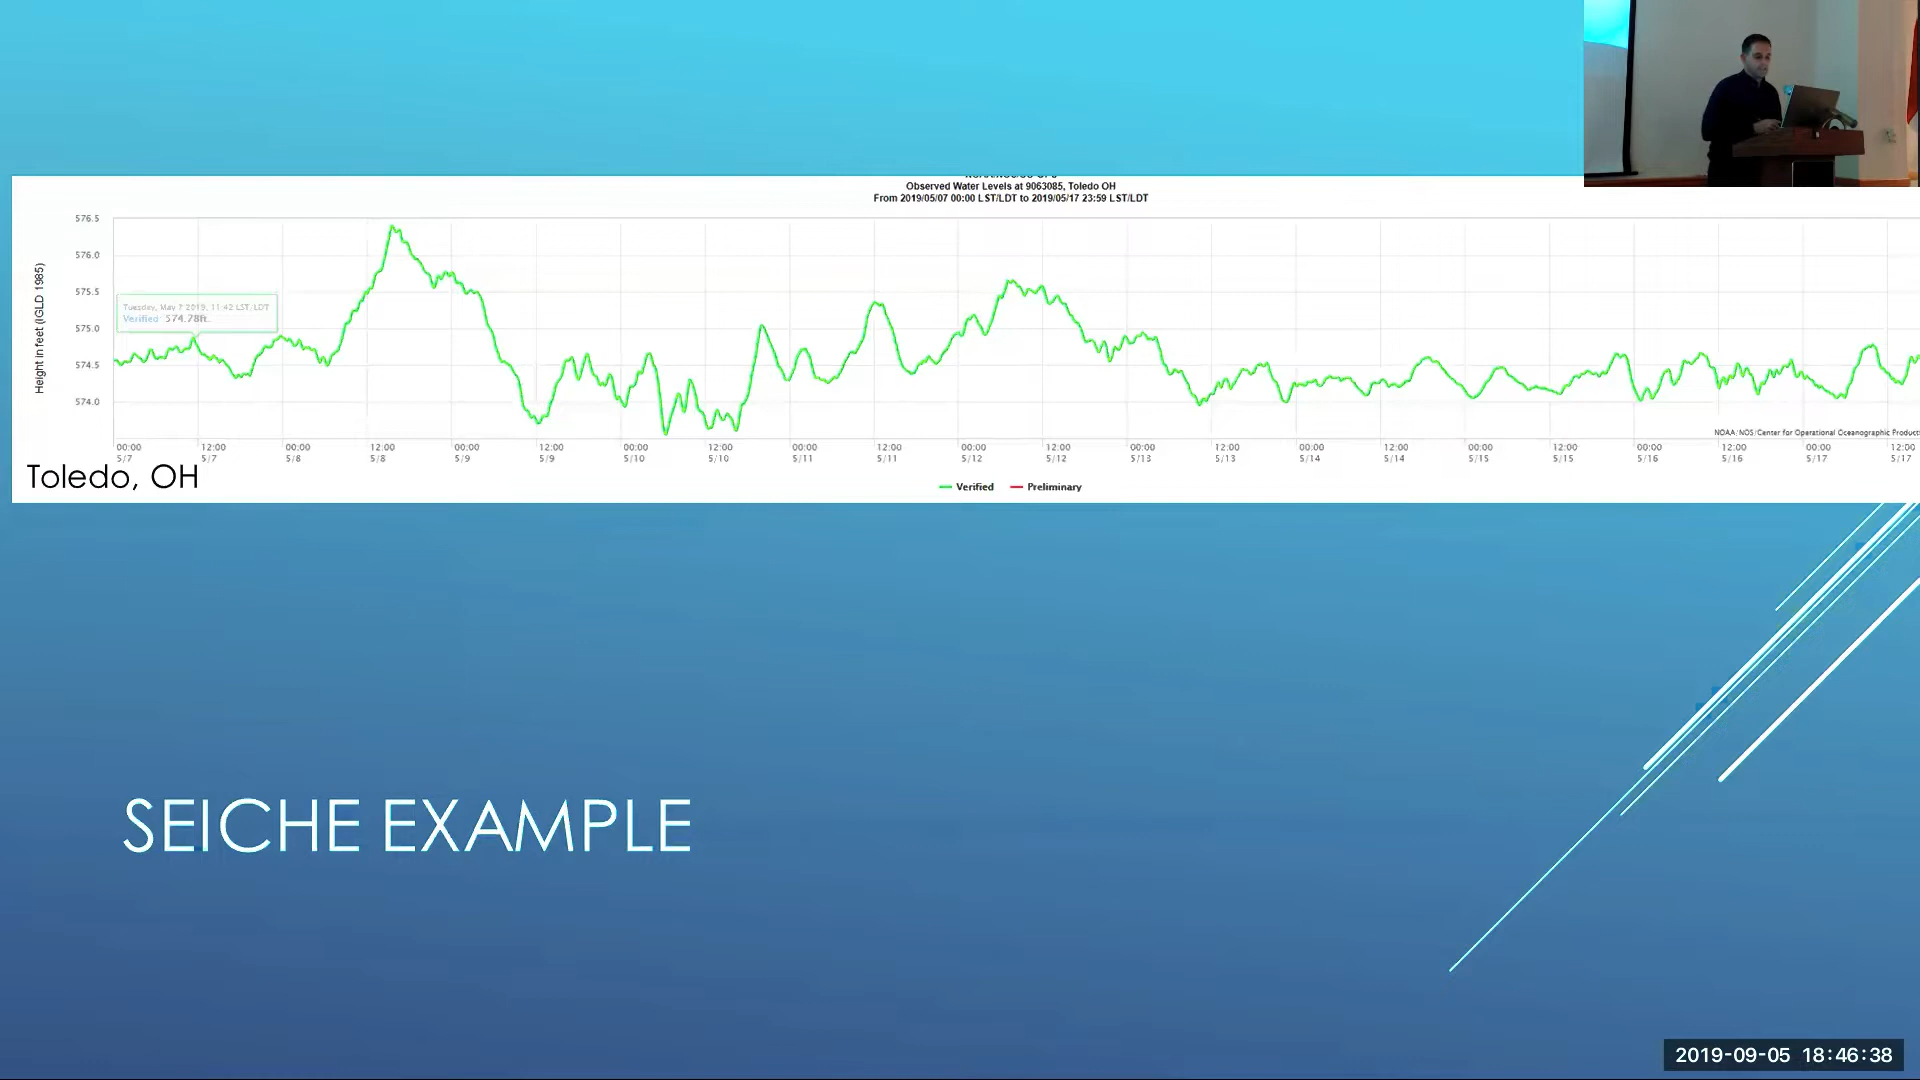 Observed Water Levels at 9063085, Toledo OH
From 2019/05/07 00:00 LST/LDT to 2019/05/17 23:59 LST/LDT
Height in feet (IGLD 1985)
576.5
576.0
575.5
575.0
574.5
574.0
Tuesday, May 7 2019, 11:42 LST/LDT
Verified: 574.78ft.
00:00 12:00 00:00 12:00 00:00 12:00 00:00 12:00 00:00 12:00 00:00 12:00 00:00 12:00 00:00 12:00 00:00 12:00 00:00 12:00 00:00 12:00
5/7 5/7 5/8 5/8 5/9 5/9 5/10 5/10 5/11 5/11 5/12 5/12 5/13 5/13 5/14 5/14 5/15 5/15 5/16 5/16 5/17 5/17
NOAA/NOS/Center for Operational Oceanographic Product
Verified Preliminary
Toledo, OH
SEICHE EXAMPLE
2019-09-05 18:46:38